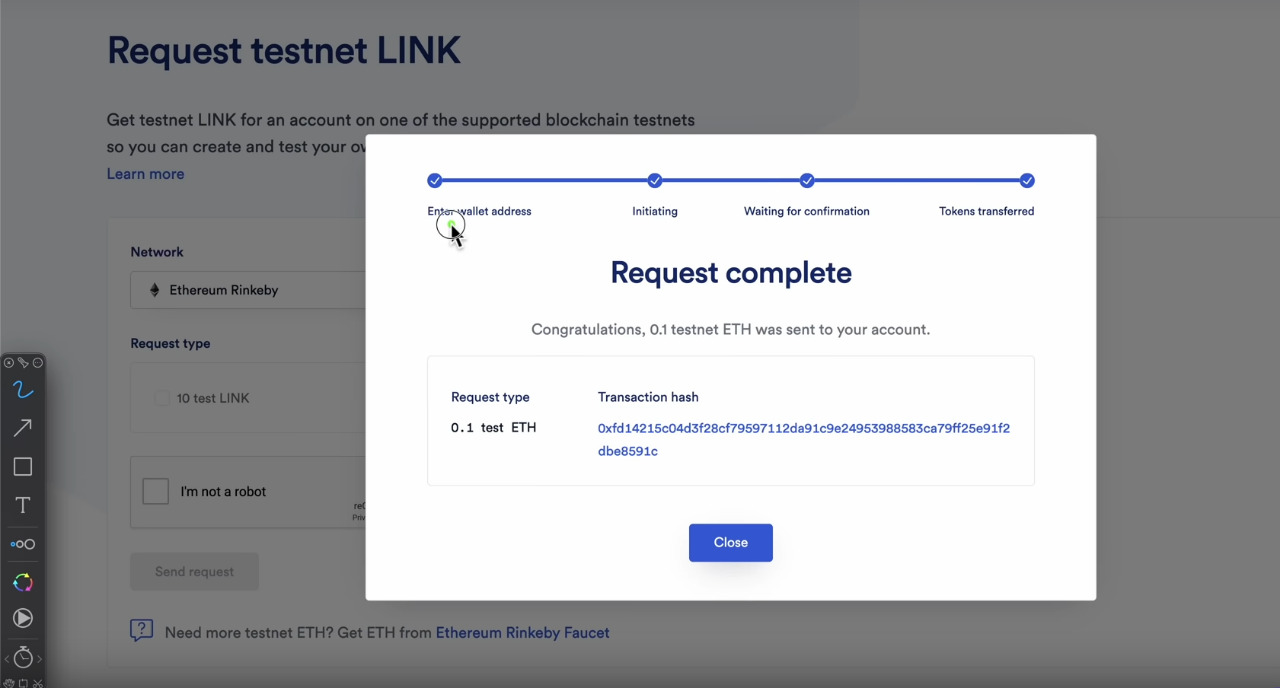 Request testnet LINK
Get testnet LINK for an account on one of the supported blockchain testnets
so you can create and test your
Learn more
Network
Ethereum Rinkeby
Request type
10 test LINK
I'm not a robot
Send request
Need more testnet ETH? Get ETH from Ethereum Rinkeby Faucet
Enter wallet address
Initiating
Waiting for confirmation
Tokens transferred
Request complete
Congratulations, 0.1 testnet ETH was sent to your account.
Request type
Transaction hash
0.1 test ETH
0xfd14215c04d3f28cf79597112da91c9e24953988583ca79ff25e91f2
dbe8591c
Close
T